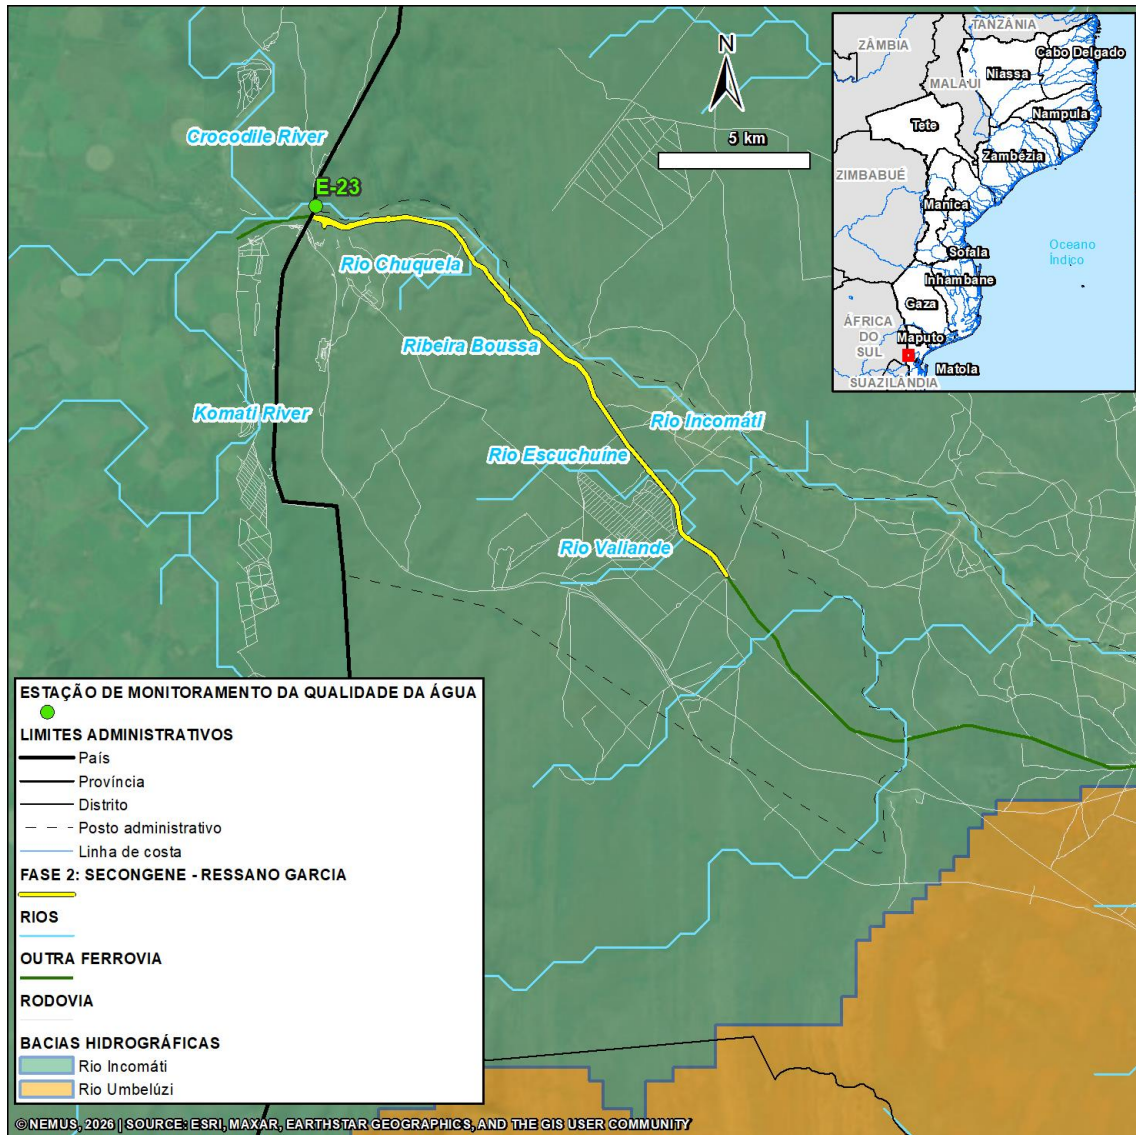 N
5 km
Crocodile River
E-23
Rio Chuquela
Ribeira Boussa
Komati River
Rio Incomáti
Rio Escuchuíne
Rio Valiande
TANZÂNIA
ZÂMBIA
Cabo Delgado
Niassa
MALAUI
Nampula
Tete
Zambézia
ZIMBABUÉ
Manica
Oceano
Índico
Sofala
Inhambane
Gaza
ÁFRICA
DO
SUL
Maputo
Matola
SUAZILÂNDIA
ESTAÇÃO DE MONITORAMENTO DA QUALIDADE DA ÁGUA
LIMITES ADMINISTRATIVOS
País
Província
Distrito
Posto administrativo
Linha de costa
FASE 2: SECONGENE - RESSANO GARCIA
RIOS
OUTRA FERROVIA
RODOVIA
BACIAS HIDROGRÁFICAS
Rio Incomáti
Rio Umbelúzi
© NEMUS, 2026 | SOURCE: ESRI, MAXAR, EARTHSTAR GEOGRAPHICS, AND THE GIS USER COMMUNITY